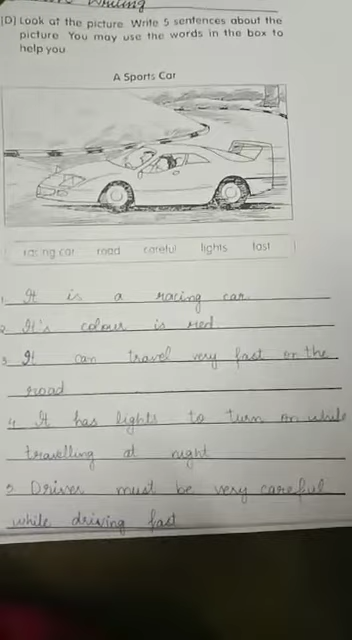 Writing
[D] Look at the picture. Write 5 sentences about the
picture. You may use the words in the box to
help you
A Sports Car
racing car road careful lights fast
1. It is a racing car.
2. It's colour is red.
3. It can travel very fast on the
road
4. It has lights to turn on while
travelling at night
5. Driver must be very careful
while driving fast